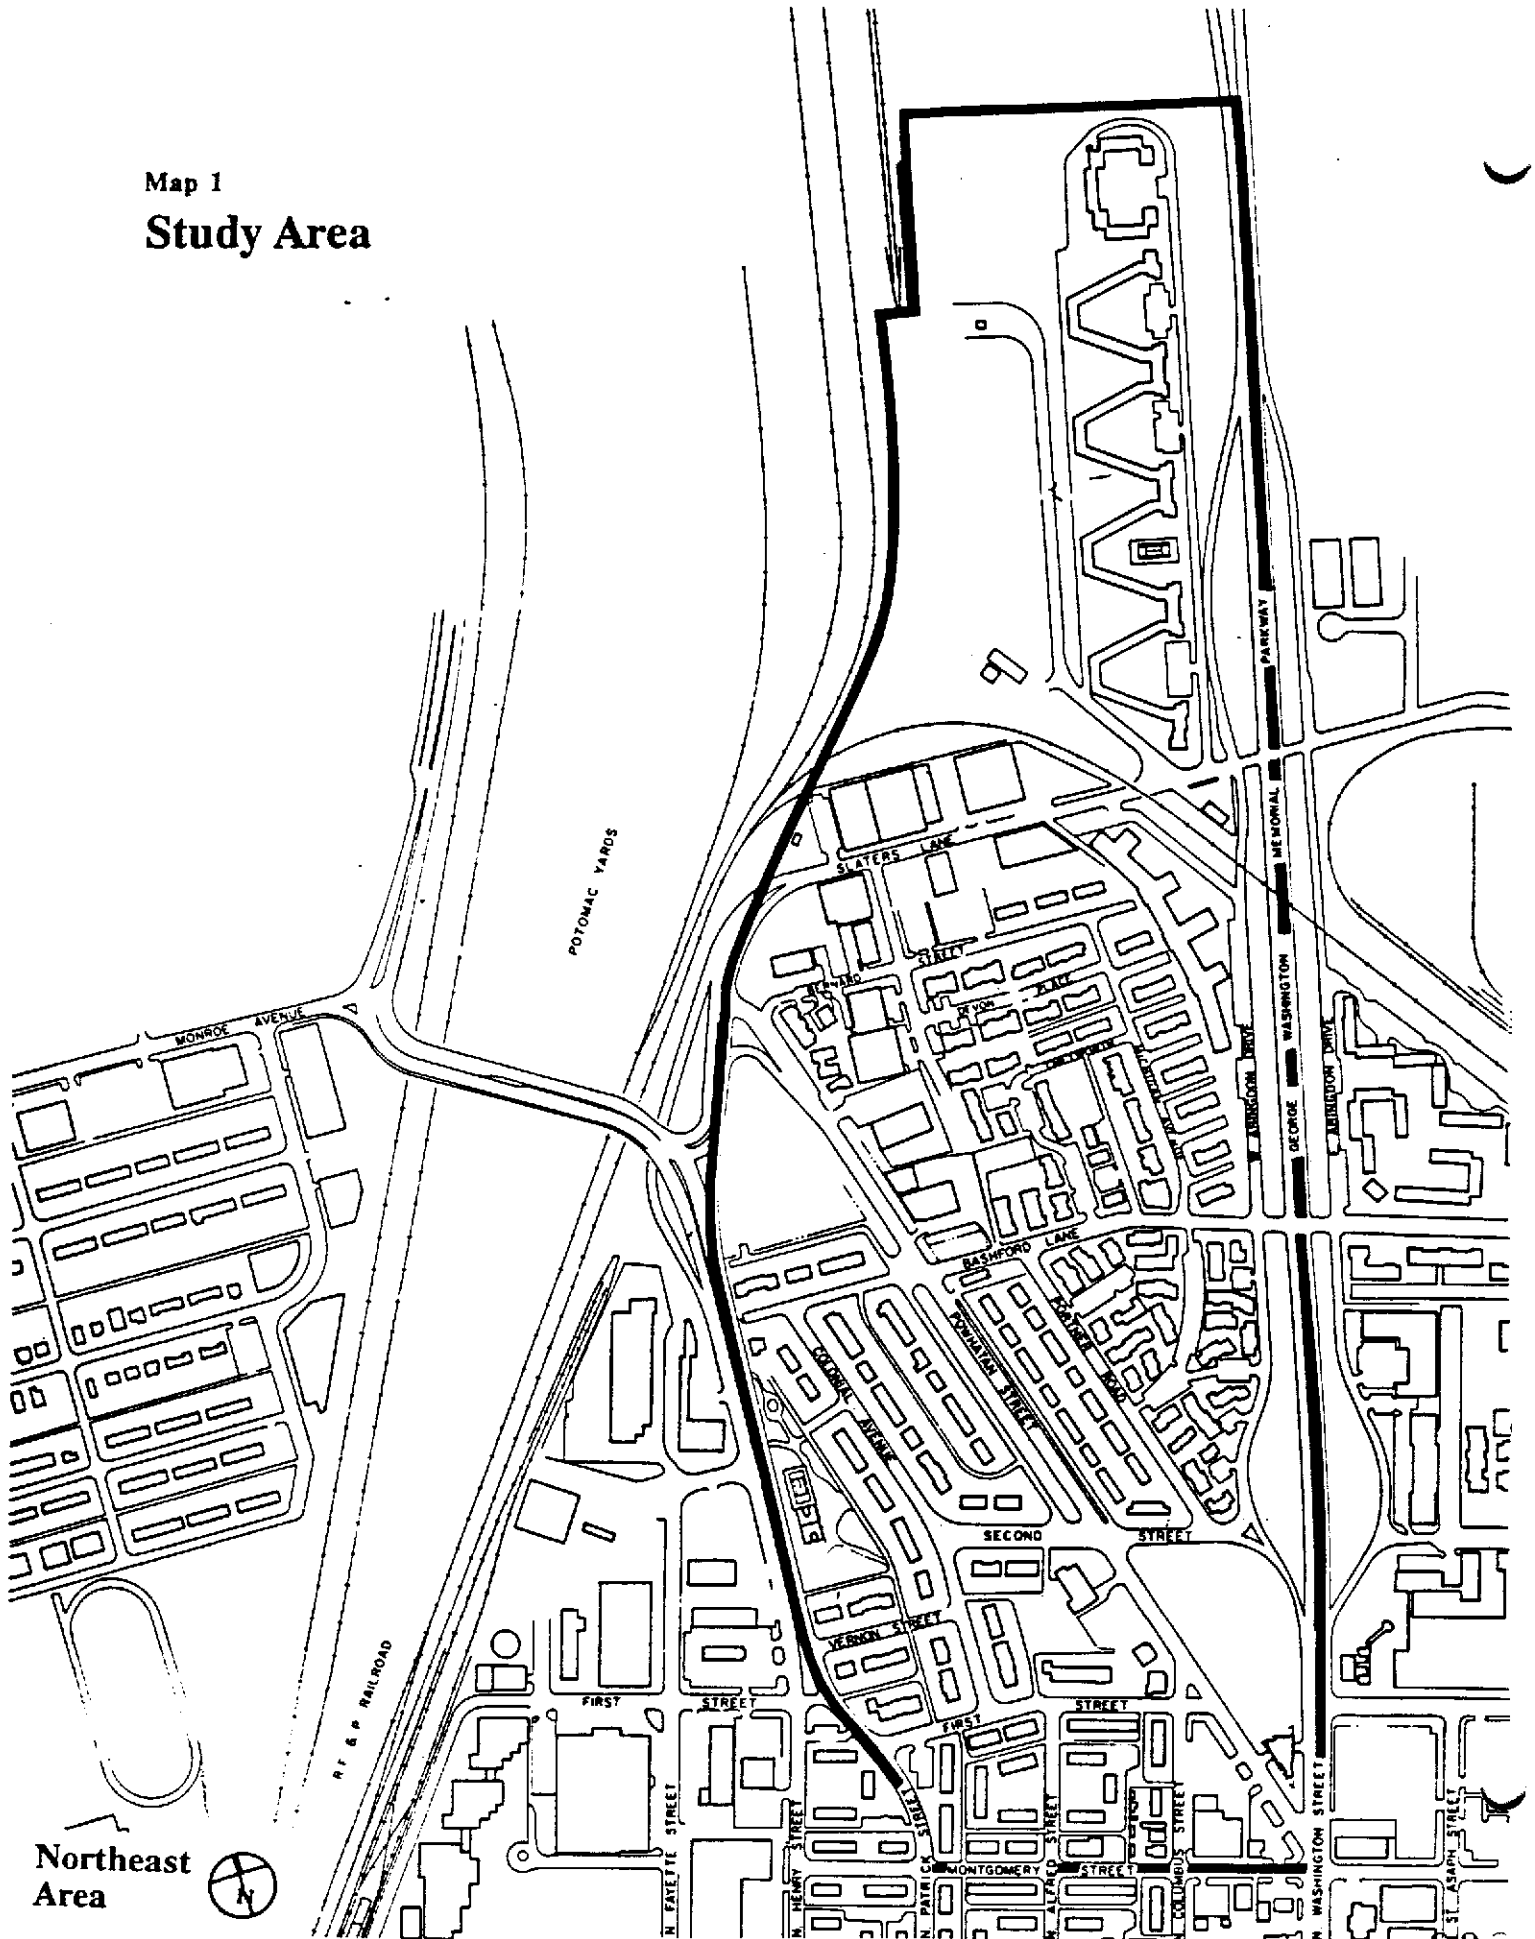 Map 1
Study Area
POTOMAC YARDS
PARKWAY
MEMORIAL
WASHINGTON
GEORGE
SLATERS LANE
BERNARD STREET
DEVON PLACE
MONROE AVENUE
W ABINGDON DRIVE
E ABINGDON DRIVE
BASHFORD LANE
PORTNER ROAD
POWHATAN STREET
COLONIAL AVENUE
SECOND STREET
VERNON STREET
R F & P RAILROAD
FIRST STREET
FIRST STREET
N FAYETTE STREET
N HENRY STREET
N PATRICK STREET
MONTGOMERY STREET
N ALFRED STREET
N COLUMBUS STREET
N WASHINGTON STREET
ST. ASAPH STREET
Northeast
Area
N